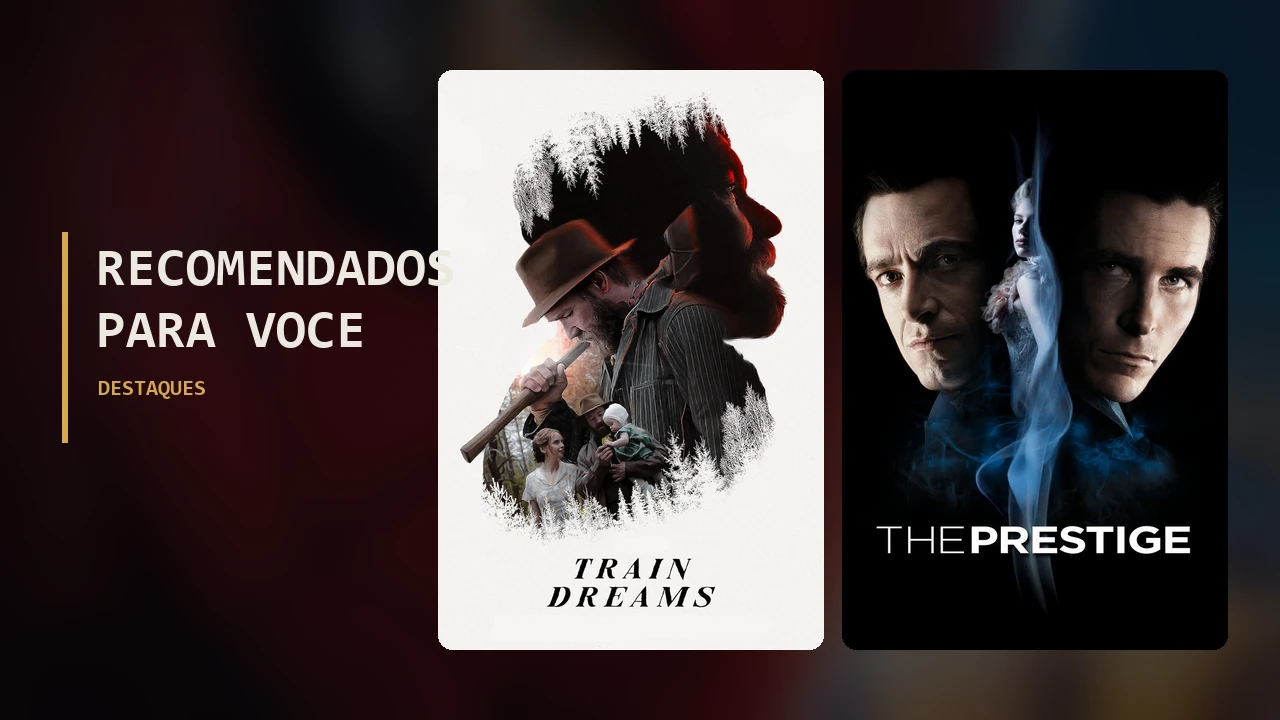 RECOMENDADOS
PARA VOCE
DESTAQUES
TRAIN
DREAMS
THE PRESTIGE